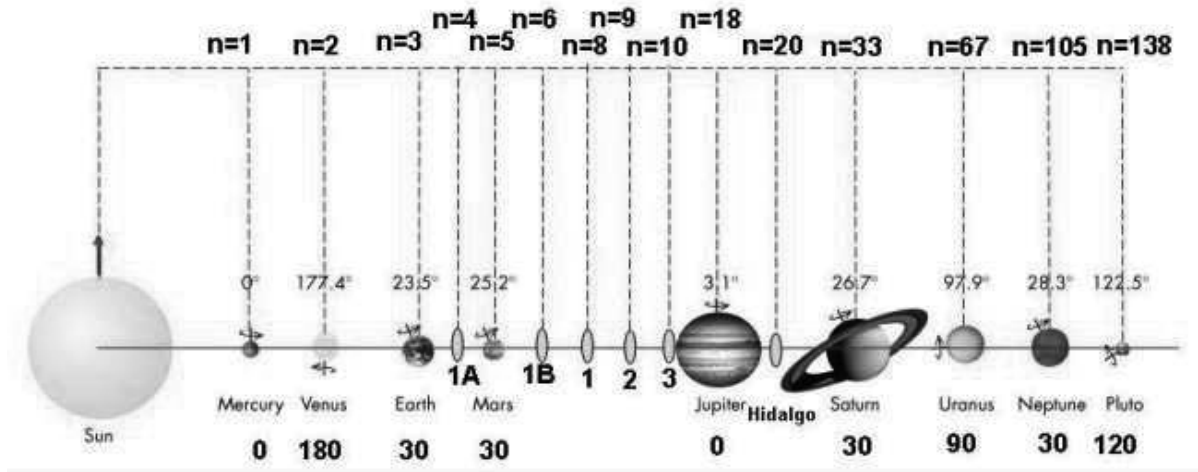 n=4 n=6 n=9 n=18
n=1 n=2 n=3 n=5 n=8 n=10 n=20 n=33 n=67 n=105 n=138
0° 177.4° 23.5° 25.2° 3.1° 26.7° 97.9° 28.3° 122.5°
1A 1B 1 2 3
Mercury Venus Earth Mars Jupiter Hidalgo Saturn Uranus Neptune Pluto
Sun
0 180 30 30 0 30 90 30 120